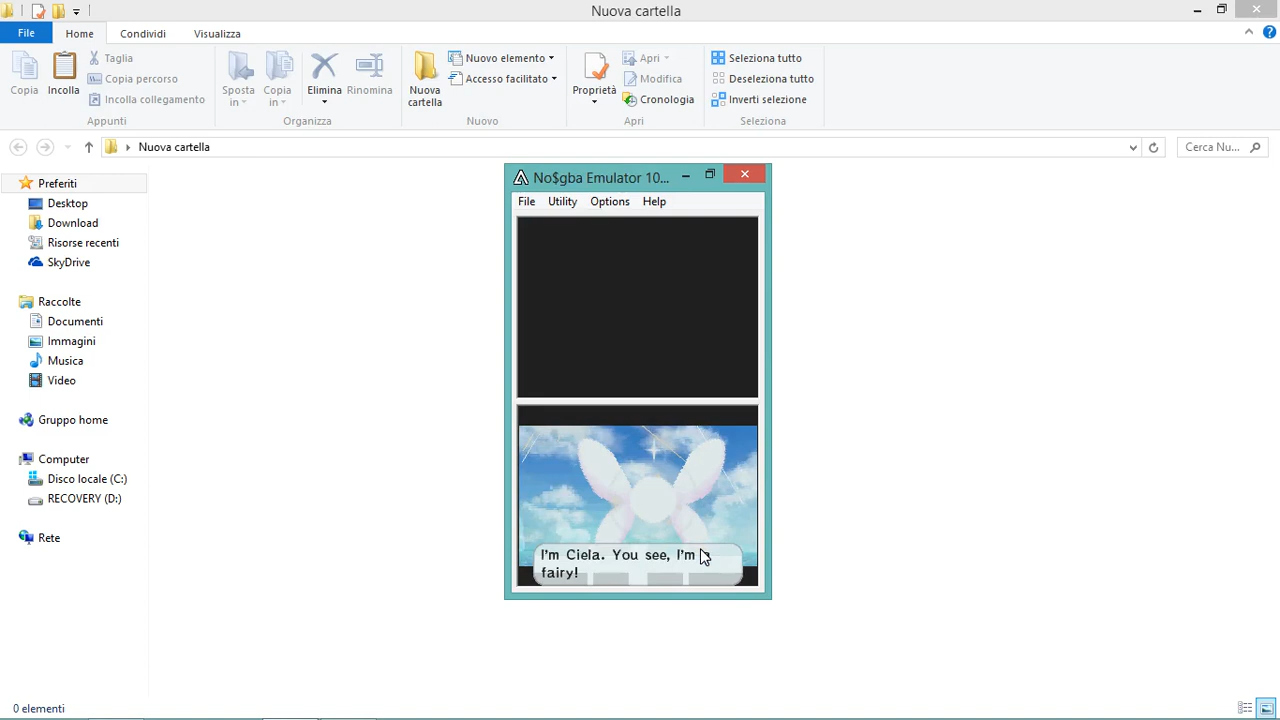 Nuova cartella
File Home Condividi Visualizza
Copia
Incolla
Taglia
Copia percorso
Incolla collegamento
Appunti
Sposta in
Copia in
Elimina
Rinomina
Organizza
Nuova cartella
Nuovo elemento
Accesso facilitato
Nuovo
Proprietà
Apri
Modifica
Cronologia
Apri
Seleziona tutto
Deseleziona tutto
Inverti selezione
Seleziona
Nuova cartella
Cerca Nu...
Preferiti
Desktop
Download
Risorse recenti
SkyDrive
Raccolte
Documenti
Immagini
Musica
Video
Gruppo home
Computer
Disco locale (C:)
RECOVERY (D:)
Rete
No$gba Emulator 10...
File Utility Options Help
I'm Ciela. You see, I'm a
fairy!
0 elementi